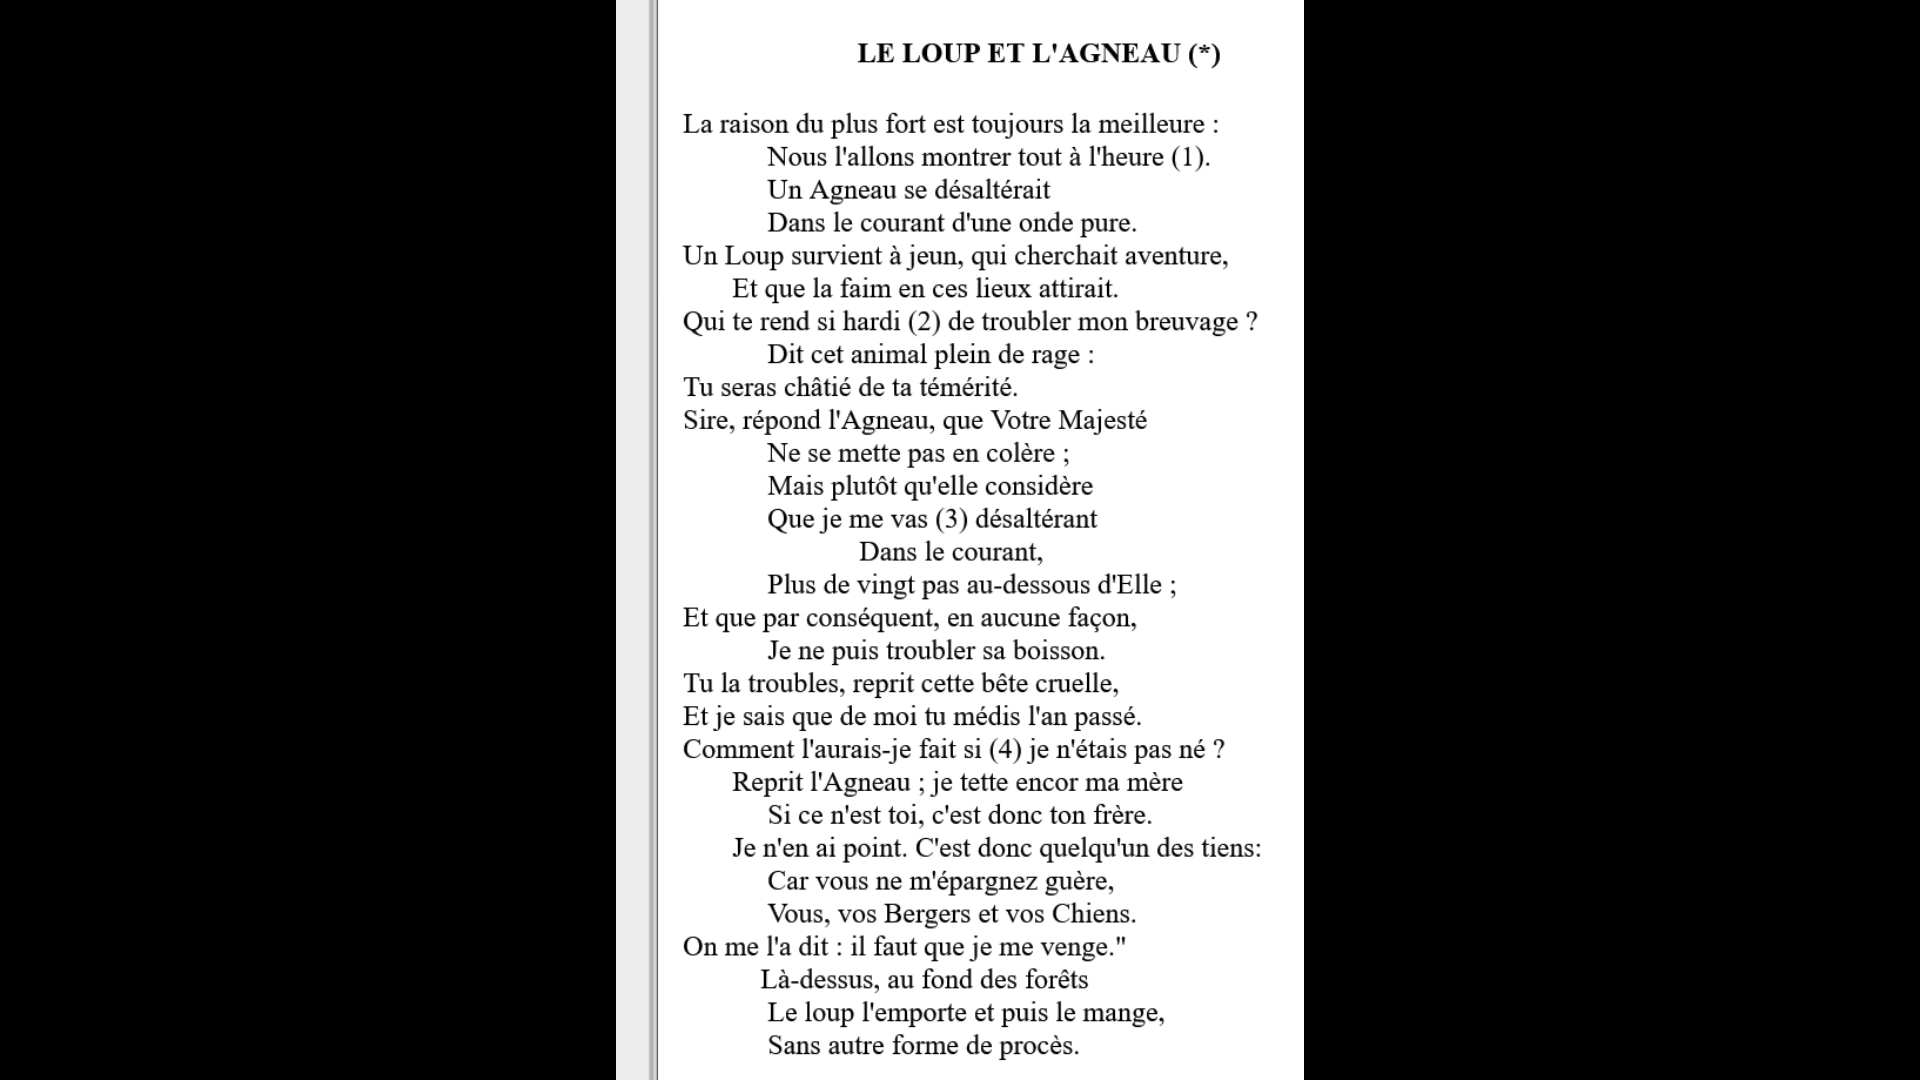 LE LOUP ET L'AGNEAU (*)
La raison du plus fort est toujours la meilleure :
Nous l'allons montrer tout à l'heure (1).
Un Agneau se désaltérait
Dans le courant d'une onde pure.
Un Loup survient à jeun, qui cherchait aventure,
Et que la faim en ces lieux attirait.
Qui te rend si hardi (2) de troubler mon breuvage ?
Dit cet animal plein de rage :
Tu seras châtié de ta témérité.
Sire, répond l'Agneau, que Votre Majesté
Ne se mette pas en colère ;
Mais plutôt qu'elle considère
Que je me vas (3) désaltérant
Dans le courant,
Plus de vingt pas au-dessous d'Elle ;
Et que par conséquent, en aucune façon,
Je ne puis troubler sa boisson.
Tu la troubles, reprit cette bête cruelle,
Et je sais que de moi tu médis l'an passé.
Comment l'aurais-je fait si (4) je n'étais pas né ?
Reprit l'Agneau ; je tette encor ma mère
Si ce n'est toi, c'est donc ton frère.
Je n'en ai point. C'est donc quelqu'un des tiens:
Car vous ne m'épargnez guère,
Vous, vos Bergers et vos Chiens.
On me l'a dit : il faut que je me venge."
Là-dessus, au fond des forêts
Le loup l'emporte et puis le mange,
Sans autre forme de procès.